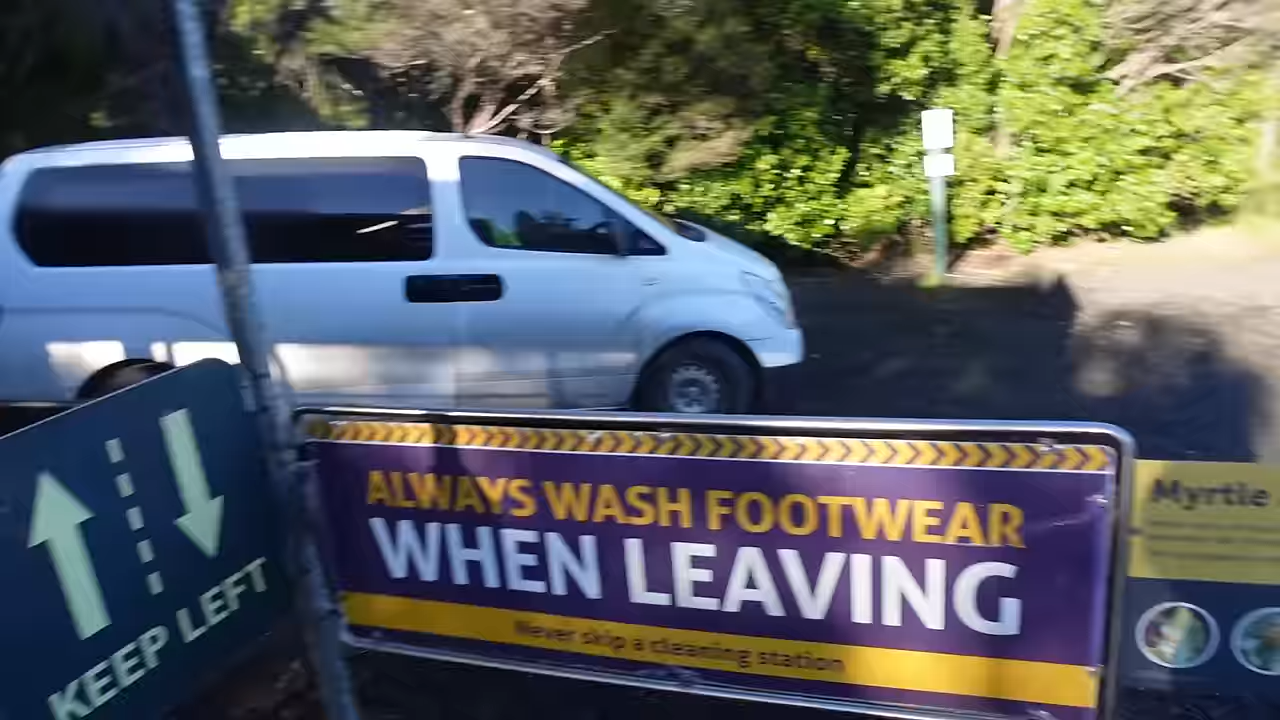 KEEP LEFT
ALWAYS WASH FOOTWEAR
WHEN LEAVING
Never skip a cleaning station
Myrtle